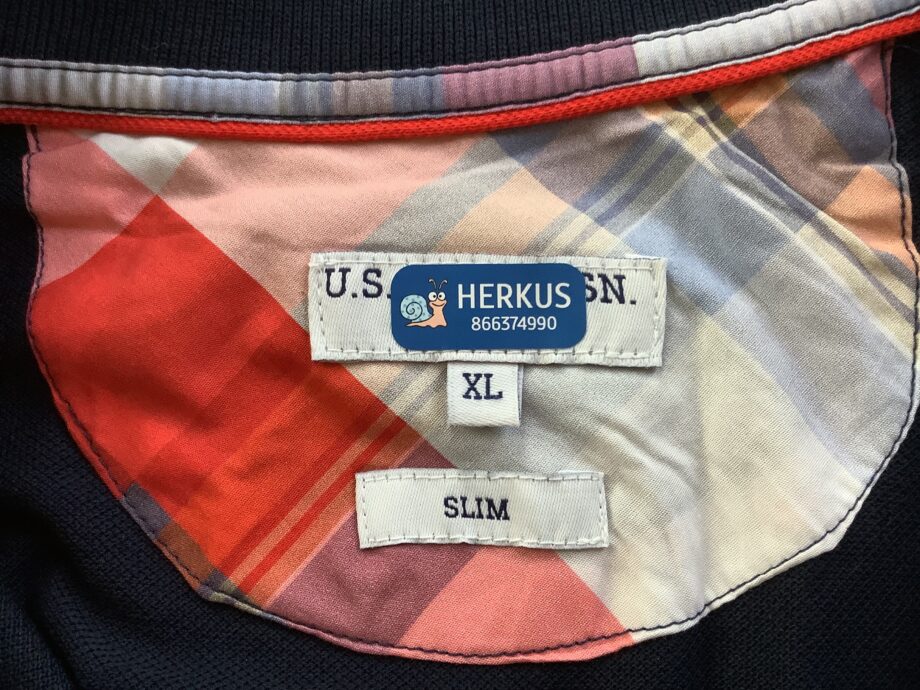 U.S. SN.
HERKUS
866374990
XL
SLIM